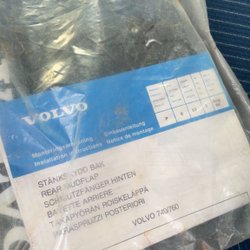 VOLVO
Monteringsanvisning
Installation instructions
Einbauanleitung
Notice de montage
STÄNKSKYDD BAK
REAR MUDFLAP
SCHMUTZFÄNGER HINTEN
BAVETTE ARRIERE
TAKAPYÖRÄN ROISKELÄPPÄ
PARASPRUZZI POSTERIORI
VOLVO 740/760